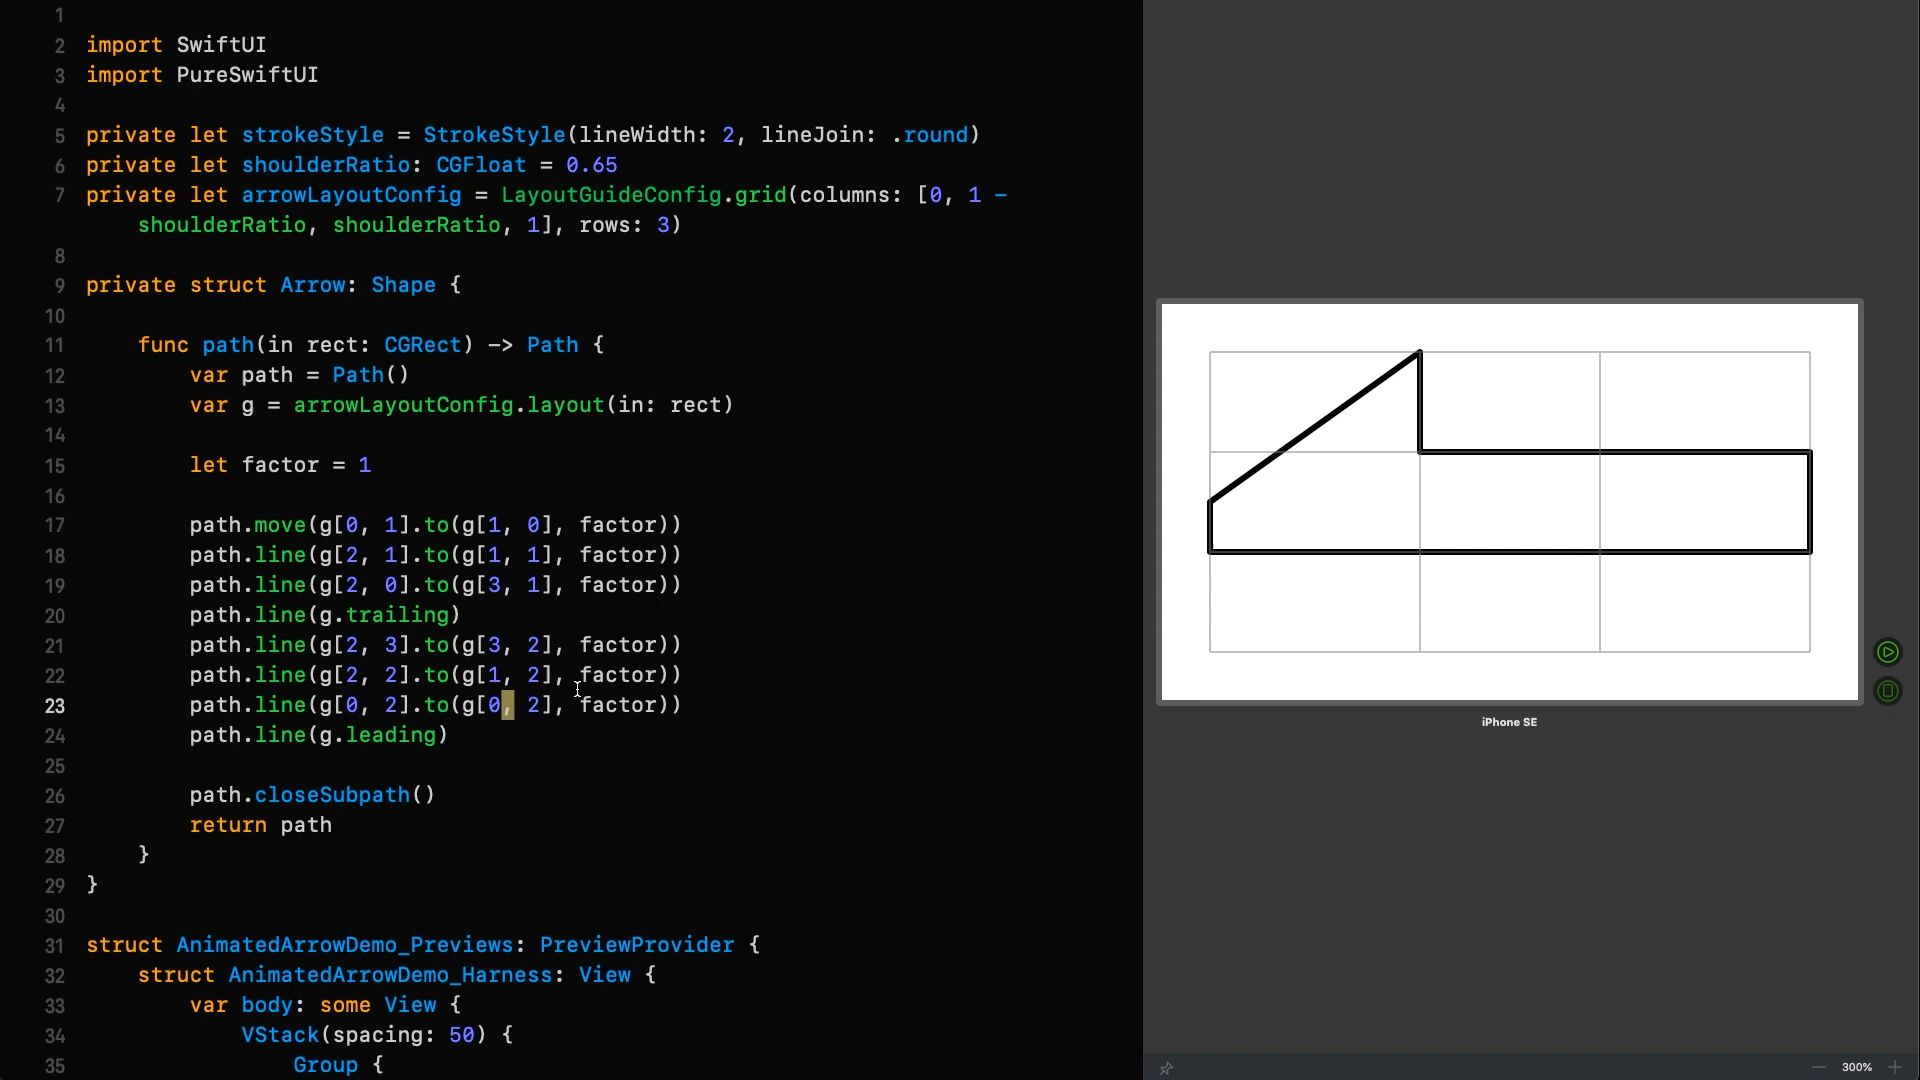 1
2 import SwiftUI
3 import PureSwiftUI
4
5 private let strokeStyle = StrokeStyle(lineWidth: 2, lineJoin: .round)
6 private let shoulderRatio: CGFloat = 0.65
7 private let arrowLayoutConfig = LayoutGuideConfig.grid(columns: [0, 1 -
shoulderRatio, shoulderRatio, 1], rows: 3)
8
9 private struct Arrow: Shape {
10
11 func path(in rect: CGRect) -> Path {
12 var path = Path()
13 var g = arrowLayoutConfig.layout(in: rect)
14
15 let factor = 1
16
17 path.move(g[0, 1].to(g[1, 0], factor))
18 path.line(g[2, 1].to(g[1, 1], factor))
19 path.line(g[2, 0].to(g[3, 1], factor))
20 path.line(g.trailing)
21 path.line(g[2, 3].to(g[3, 2], factor))
22 path.line(g[2, 2].to(g[1, 2], factor))
23 path.line(g[0, 2].to(g[0, 2], factor))
24 path.line(g.leading)
25
26 path.closeSubpath()
27 return path
28 }
29 }
30
31 struct AnimatedArrowDemo_Previews: PreviewProvider {
32 struct AnimatedArrowDemo_Harness: View {
33 var body: some View {
34 VStack(spacing: 50) {
35 Group {
iPhone SE
300%